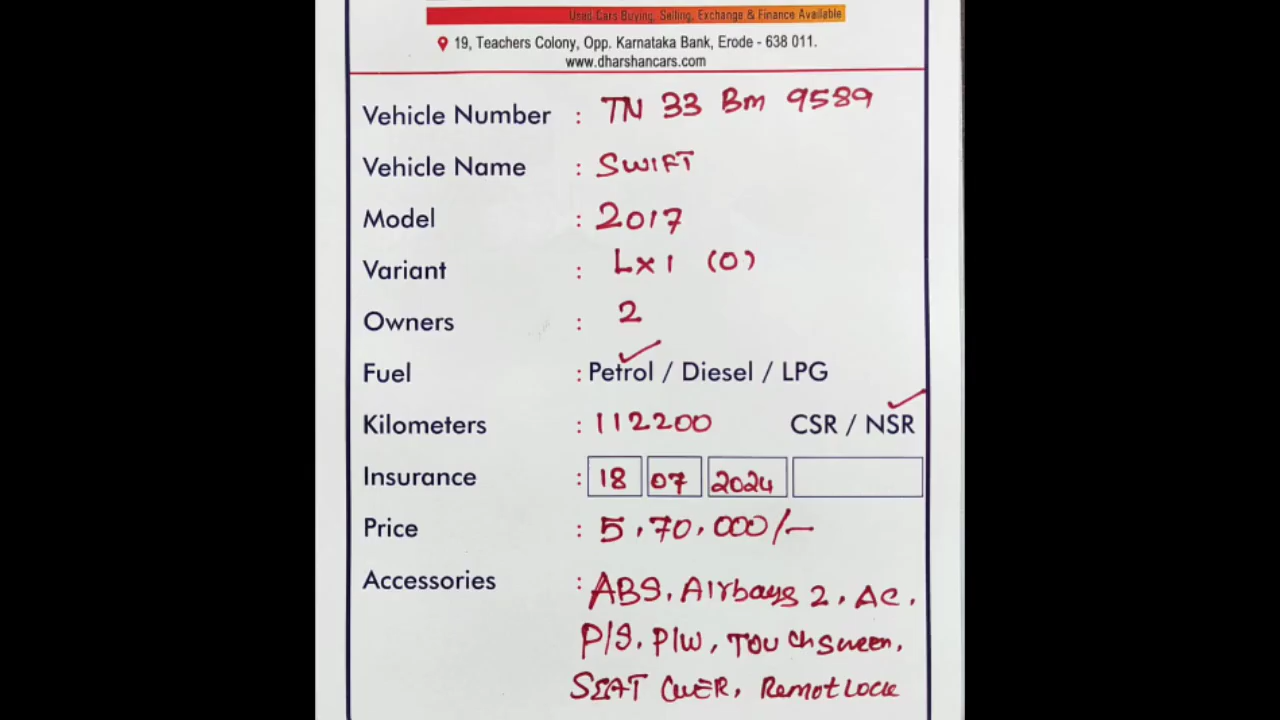 Used Cars Buying, Selling, Exchange & Finance Available
19, Teachers Colony, Opp. Karnataka Bank, Erode - 638 011.
www.dharshancars.com
Vehicle Number : TN 33 Bm 9589
Vehicle Name : SWIFT
Model : 2017
Variant : LxI (O)
Owners : 2
Fuel : Petrol / Diesel / LPG
Kilometers : 112200 CSR / NSR
Insurance : 18 07 2024
Price : 5,70,000/-
Accessories : ABS, Airbags 2, AC,
P/S, P/W, Touchscreen,
SEAT CovER, Remot Lock